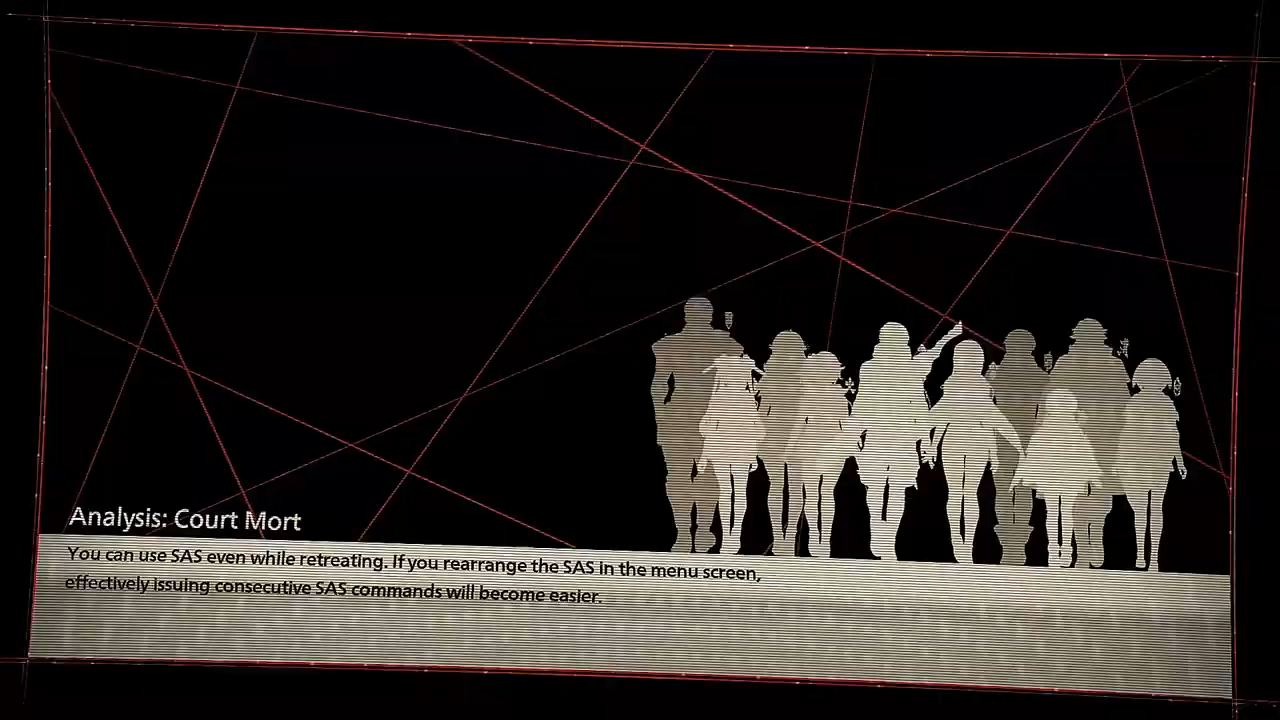 Analysis: Court Mort
You can use SAS even while retreating. If you rearrange the SAS in the menu screen,
effectively issuing consecutive SAS commands will become easier.